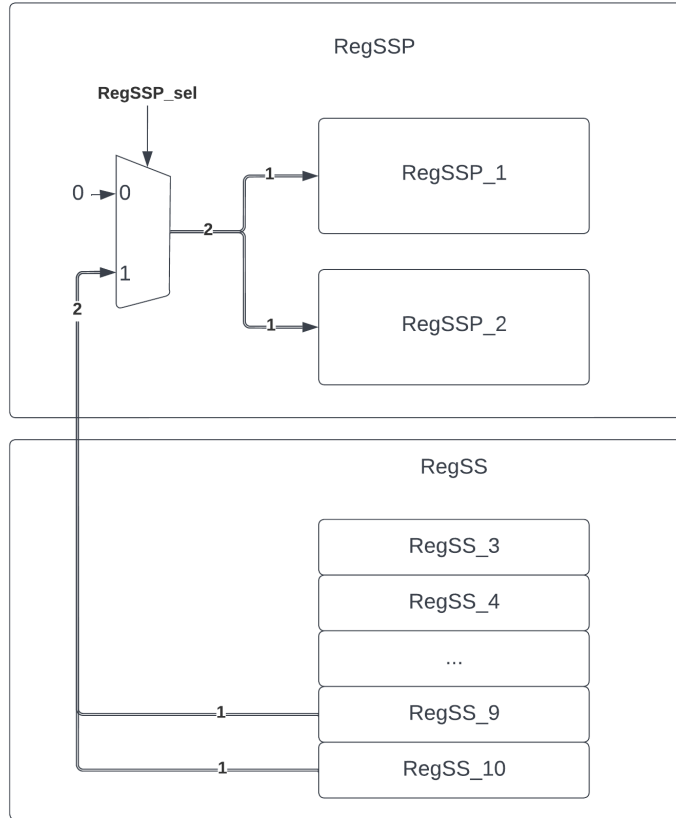 RegSSP
RegSSP_sel
1
RegSSP_1
0
0
2
1
2
1
RegSSP_2
RegSS
RegSS_3
RegSS_4
...
1
RegSS_9
1
RegSS_10